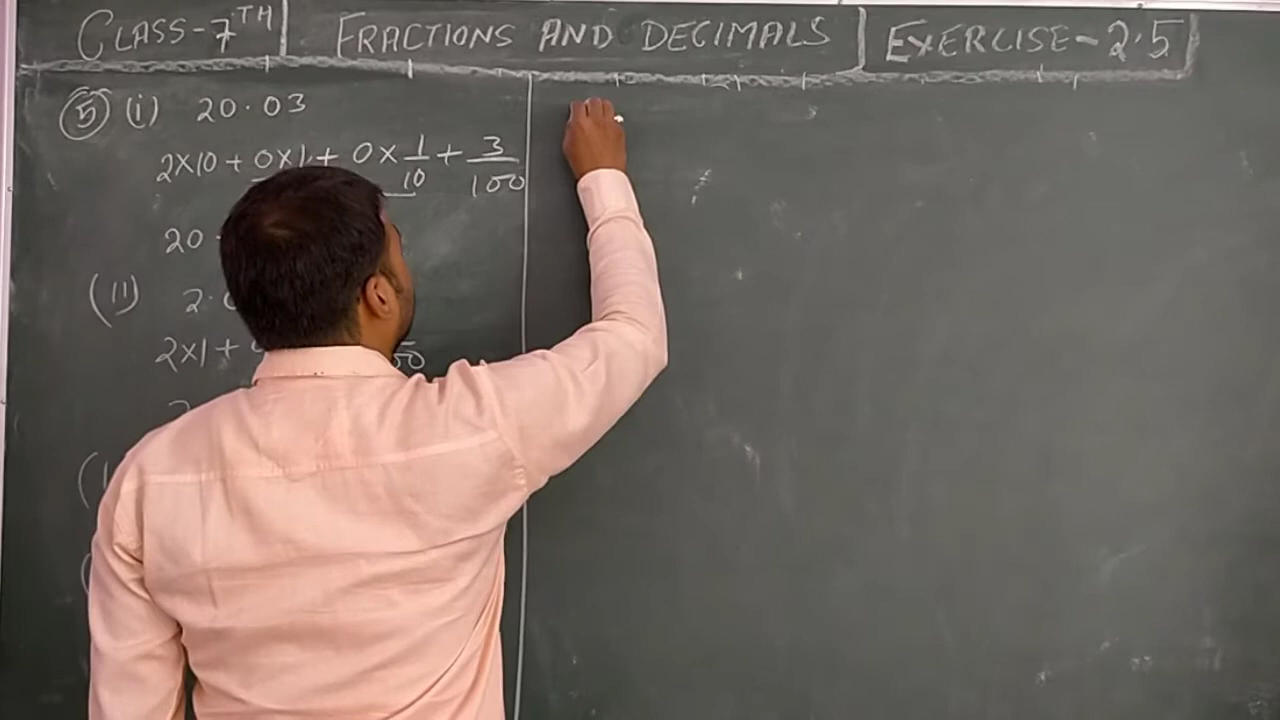 CLASS-7TH FRACTIONS AND DECIMALS EXERCISE-2.5
5 (i) 20.03
2×10 + 0×1 + 0×1/10 + 3/100
20
(ii) 2.0
2×1 +